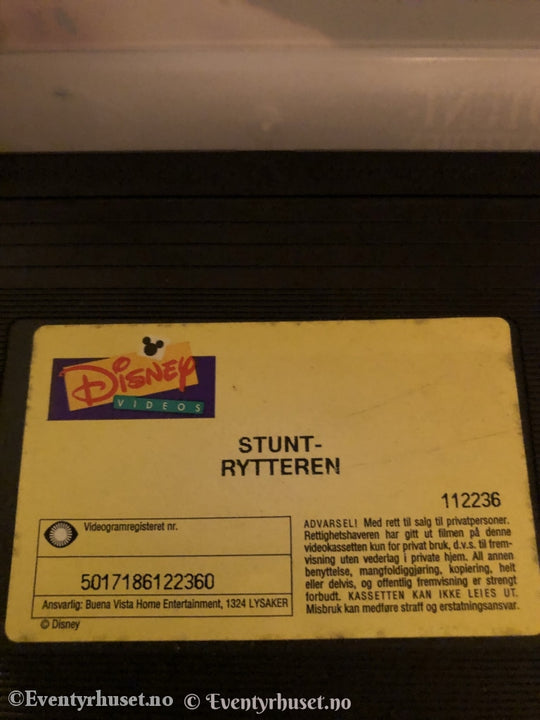 DISNEY
VIDEOS
STUNT-
RYTTEREN
112236
Videogramregisteret nr.
5017186122360
Ansvarlig: Buena Vista Home Entertainment, 1324 LYSAKER
© Disney
ADVARSEL! Med rett til salg til privatpersoner.
Rettighetshaveren har gitt ut filmen på denne
videokassetten kun for privat bruk, d.v.s. til frem-
visning uten vederlag i private hjem. All annen
benyttelse, mangfoldiggjøring, kopiering, helt
eller delvis, og offentlig fremvisning er strengt
forbudt. KASSETTEN KAN IKKE LEIES UT.
Misbruk kan medføre straff og erstatningsansvar.
©Eventyrhuset.no © Eventyrhuset.no